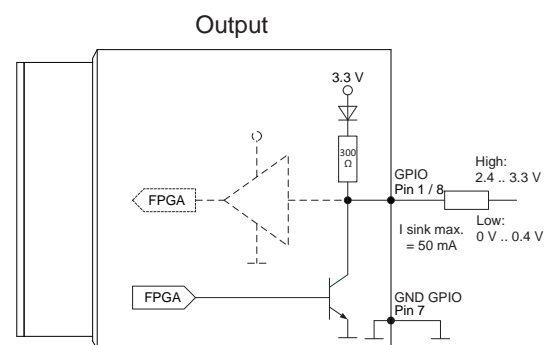 Output
3.3 V
300
Ω
FPGA
GPIO
Pin 1 / 8
High:
2.4 .. 3.3 V
I sink max.
= 50 mA
Low:
0 V .. 0.4 V
FPGA
GND GPIO
Pin 7